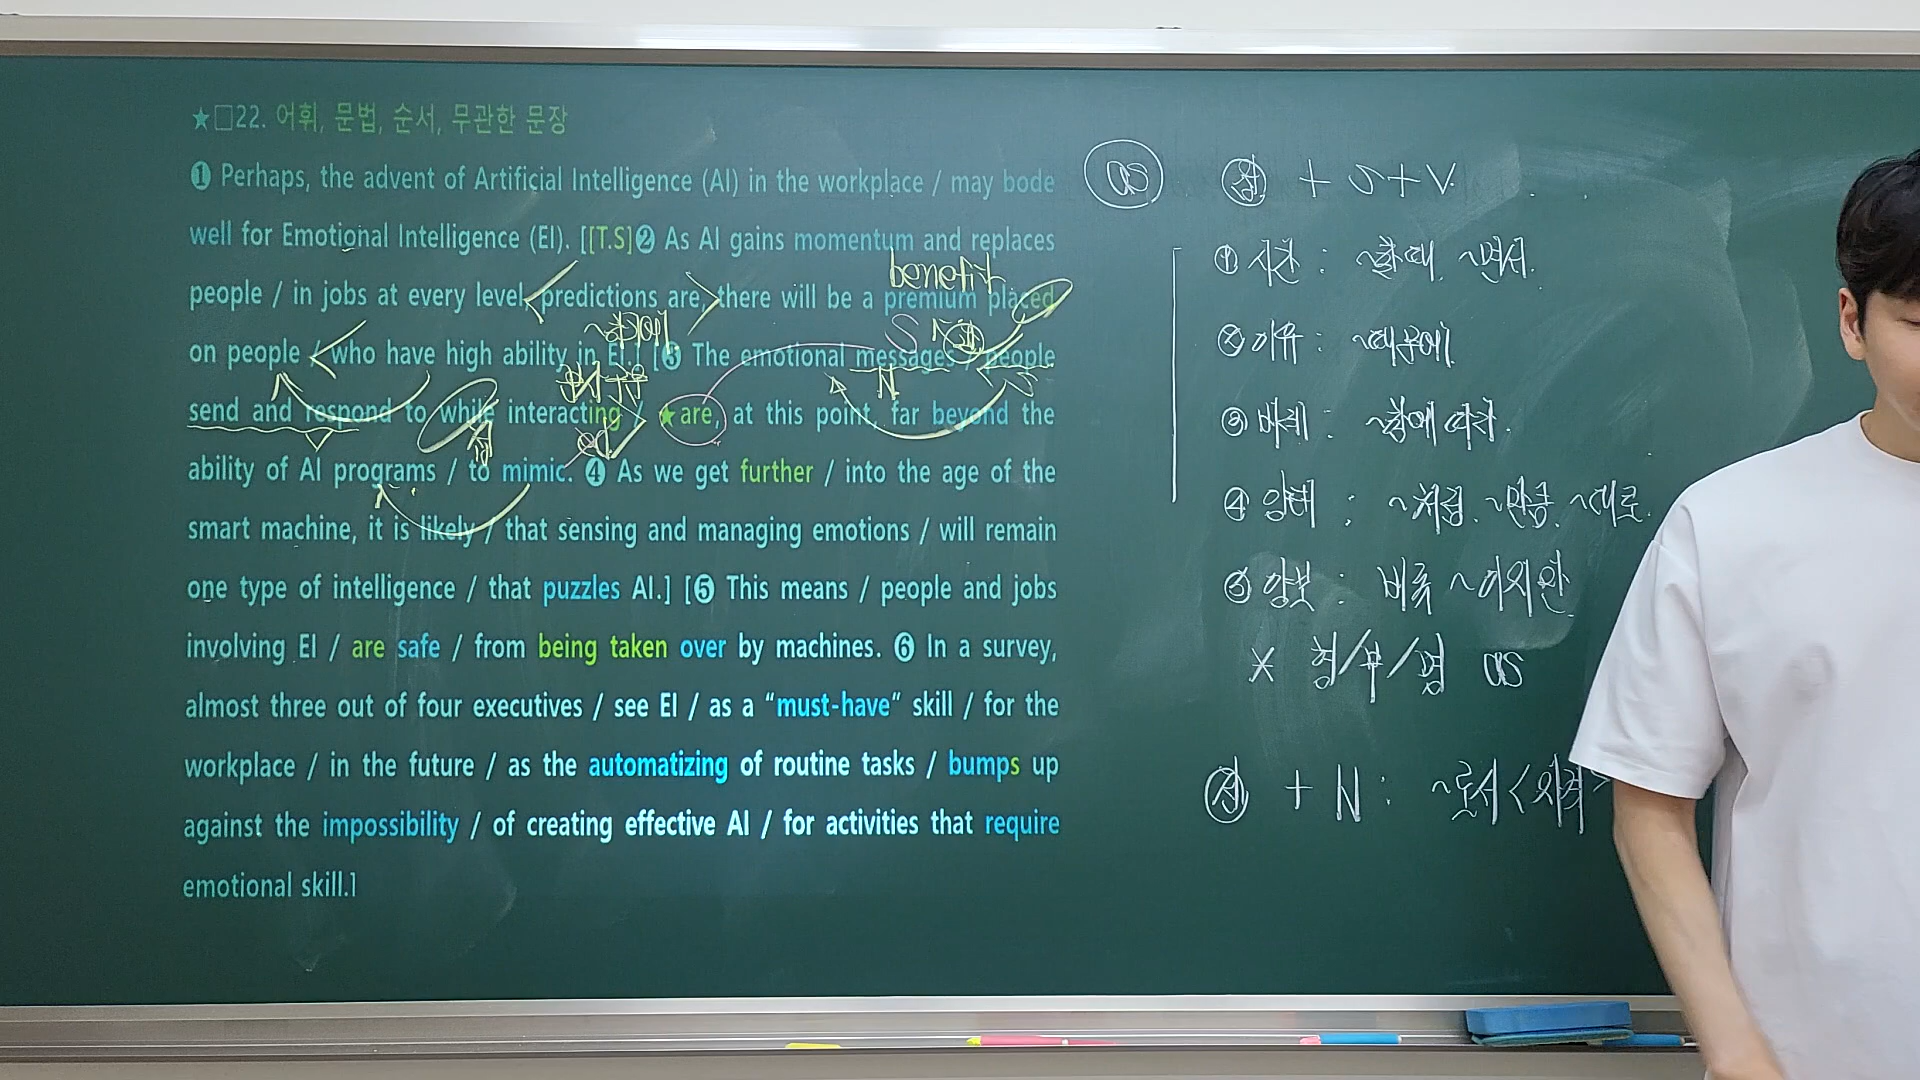 ★□22. 어휘, 문법, 순서, 무관한 문장
❶ Perhaps, the advent of Artificial Intelligence (AI) in the workplace / may bode
well for Emotional Intelligence (EI). [[T.S]❷ As AI gains momentum and replaces
people / in jobs at every level, predictions are, there will be a premium placed
on people / who have high ability in EI.] [❸ The emotional messages / people
send and respond to while interacting / ★are, at this point, far beyond the
ability of AI programs / to mimic. ❹ As we get further / into the age of the
smart machine, it is likely / that sensing and managing emotions / will remain
one type of intelligence / that puzzles AI.] [❺ This means / people and jobs
involving EI / are safe / from being taken over by machines. ❻ In a survey,
almost three out of four executives / see EI / as a “must-have” skill / for the
workplace / in the future / as the automatizing of routine tasks / bumps up
against the impossibility / of creating effective AI / for activities that require
emotional skill.]
benefit
S
N
as 접 + S + V
① 시간 : ~할 때, ~면서.
② 이유 : ~때문에.
③ 비례 : ~함에 따라.
④ 양태 : ~처럼, ~만큼, ~대로.
⑤ 양보 : 비록 ~이지만
* 형/부/명 as
전 + N : ~로서